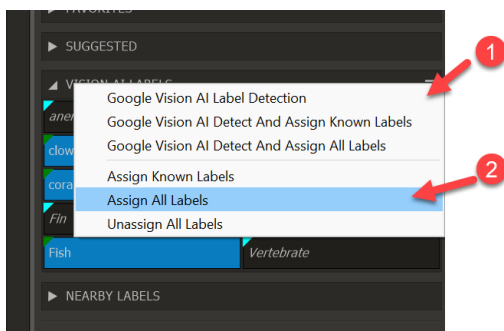 FAVORITES
SUGGESTED
VISION AI LABELS
1
Google Vision AI Label Detection
Google Vision AI Detect And Assign Known Labels
Google Vision AI Detect And Assign All Labels
Assign Known Labels
2
Assign All Labels
Unassign All Labels
Fin
Fish Vertebrate
NEARBY LABELS